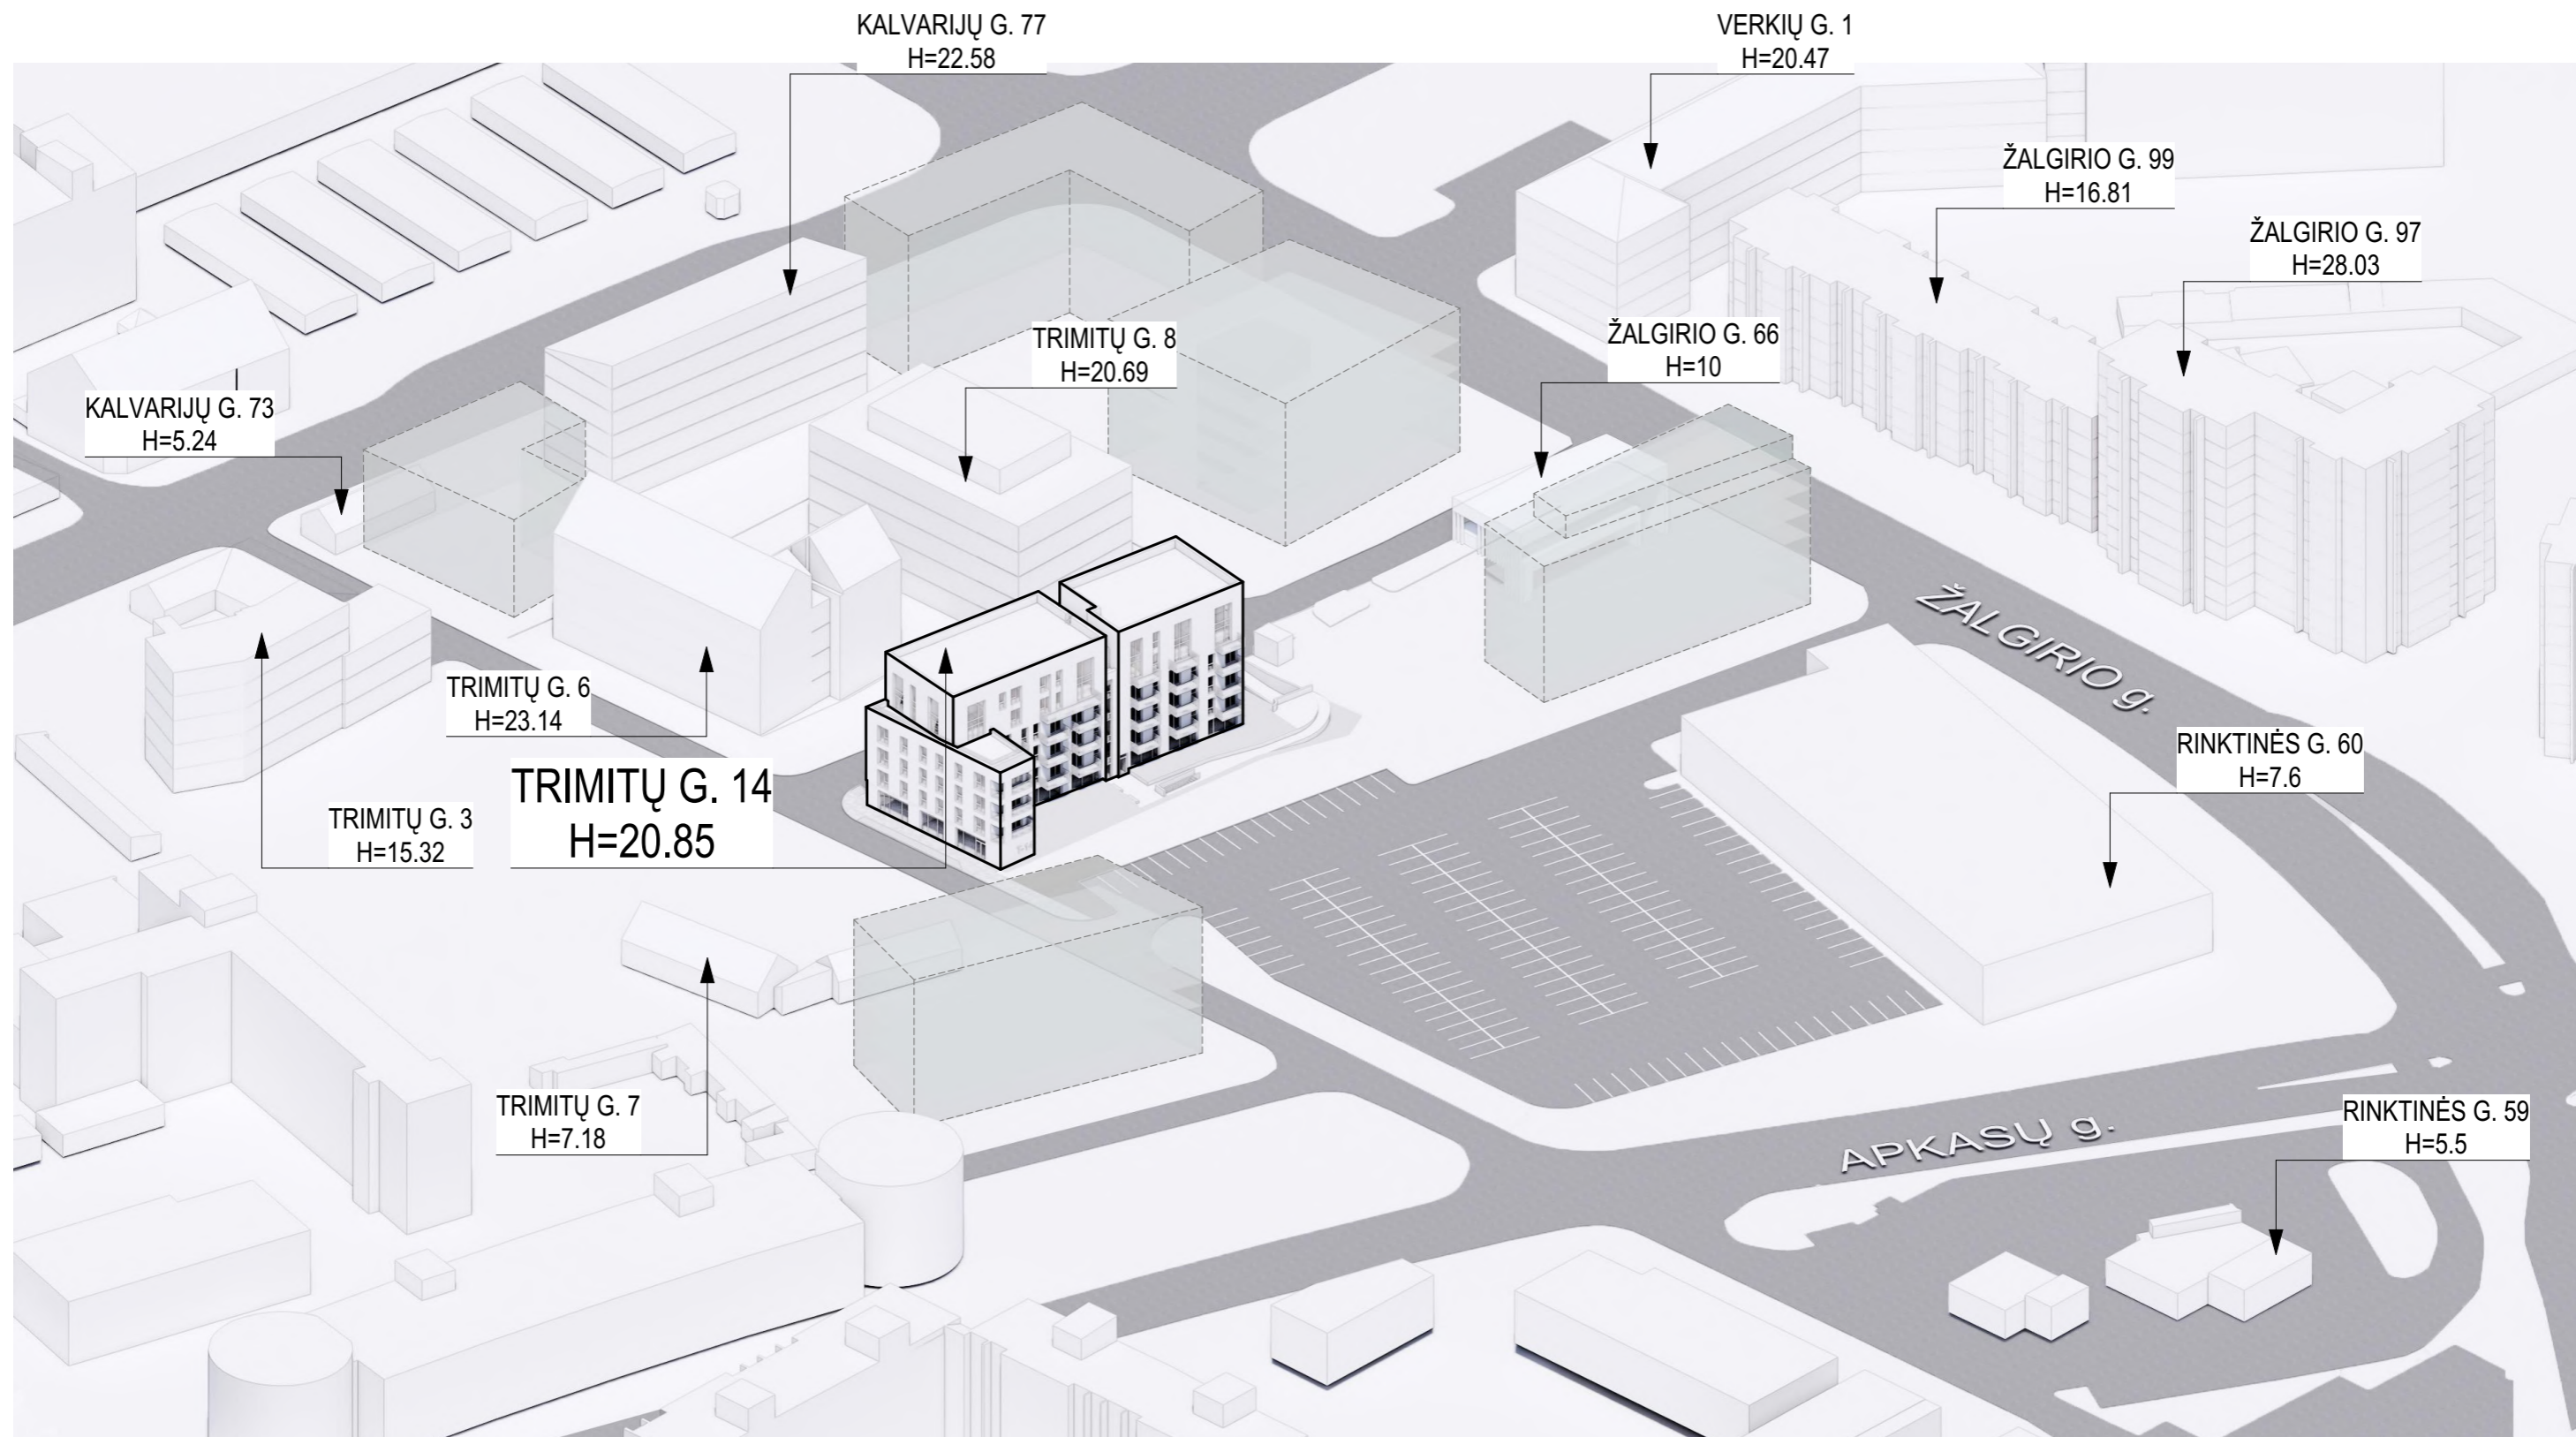 KALVARIJŲ G. 77
H=22.58
VERKIŲ G. 1
H=20.47
ŽALGIRIO G. 99
H=16.81
ŽALGIRIO G. 97
H=28.03
TRIMITŲ G. 8
H=20.69
ŽALGIRIO G. 66
H=10
KALVARIJŲ G. 73
H=5.24
ŽALGIRIO g.
TRIMITŲ G. 6
H=23.14
TRIMITŲ G. 14
H=20.85
RINKTINĖS G. 60
H=7.6
TRIMITŲ G. 3
H=15.32
TRIMITŲ G. 7
H=7.18
APKASŲ g.
RINKTINĖS G. 59
H=5.5